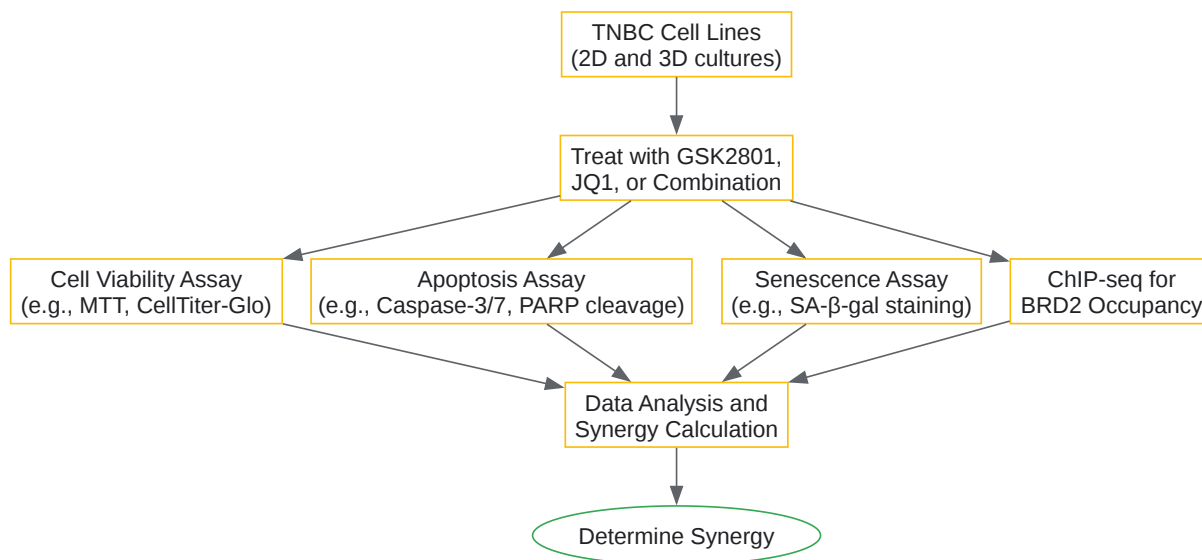 TNBC Cell Lines
(2D and 3D cultures)
Treat with GSK2801,
JQ1, or Combination
Cell Viability Assay
(e.g., MTT, CellTiter-Glo)
Apoptosis Assay
(e.g., Caspase-3/7, PARP cleavage)
Senescence Assay
(e.g., SA-β-gal staining)
ChIP-seq for
BRD2 Occupancy
Data Analysis and
Synergy Calculation
Determine Synergy